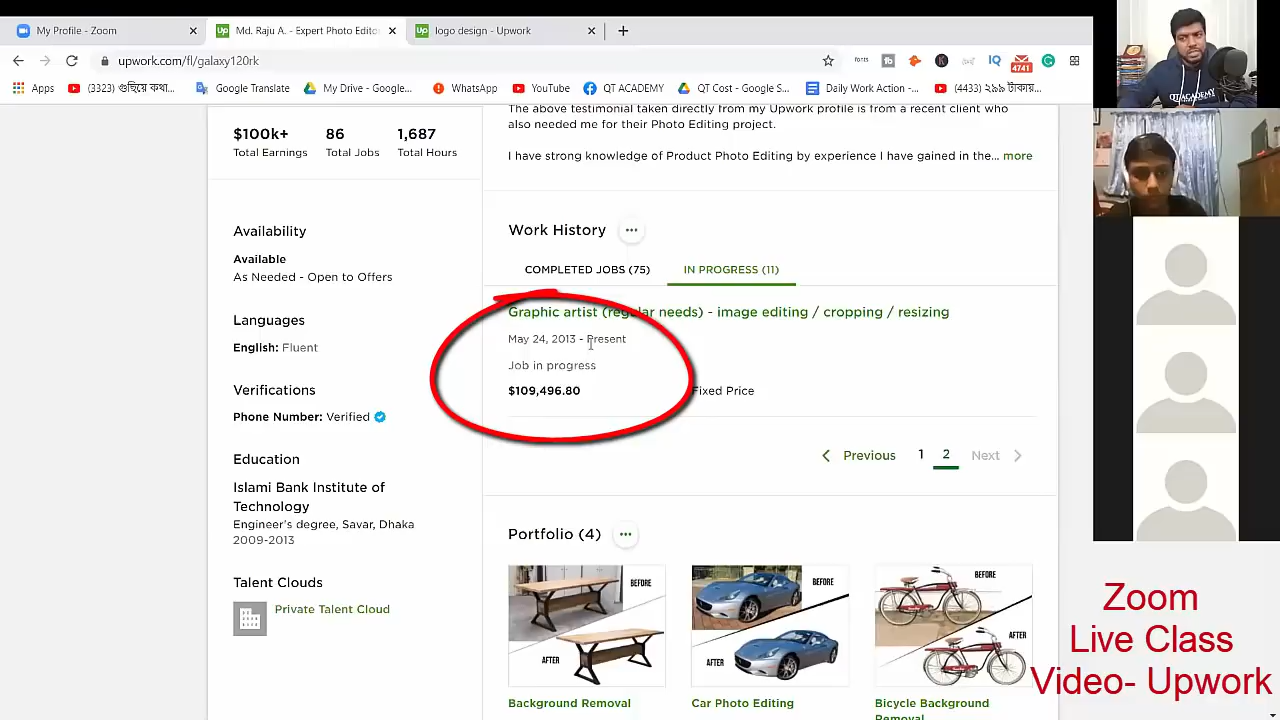 My Profile - Zoom
Md. Raju A. - Expert Photo Edito
logo design - Upwork
upwork.com/fl/galaxy120rk
4741
Apps
(3323) গুছিয়ে কথা...
Google Translate
My Drive - Google...
WhatsApp
YouTube
QT ACADEMY
SJ Cost - Google S...
Daily Work Action -...
(4433) ২৯৯ টাকায়...
QT ACADEMY
The above testimonial taken directly from my Upwork profile is from a recent client who
also needed me for their Photo Editing project.
I have strong knowledge of Product Photo Editing by experience I have gained in the... more
$100k+ 86 1,687
Total Earnings Total Jobs Total Hours
Availability
Available
As Needed - Open to Offers
Languages
English: Fluent
Verifications
Phone Number: Verified
Education
Islami Bank Institute of
Technology
Engineer's degree, Savar, Dhaka
2009-2013
Talent Clouds
Private Talent Cloud
Work History
COMPLETED JOBS (75) IN PROGRESS (11)
Graphic artist (regular needs) - image editing / cropping / resizing
May 24, 2013 - Present
Job in progress
$109,496.80 Fixed Price
Previous 1 2 Next
Portfolio (4)
BEFORE
AFTER
BEFORE
AFTER
BEFORE
AFTER
Background Removal
Car Photo Editing
Bicycle Background
Removal
Zoom
Live Class
Video- Upwork